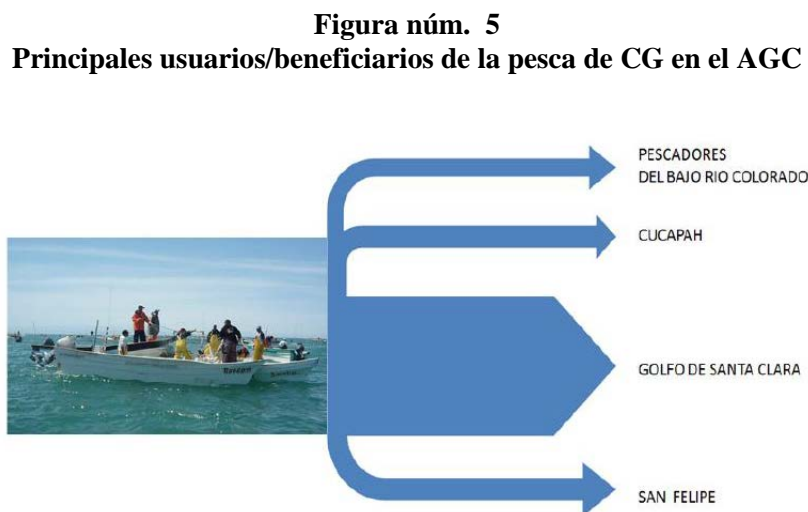 Figura núm. 5
Principales usuarios/beneficiarios de la pesca de CG en el AGC
PESCADORES
DEL BAJO RIO COLORADO
CUCAPAH
GOLFO DE SANTA CLARA
SAN FELIPE